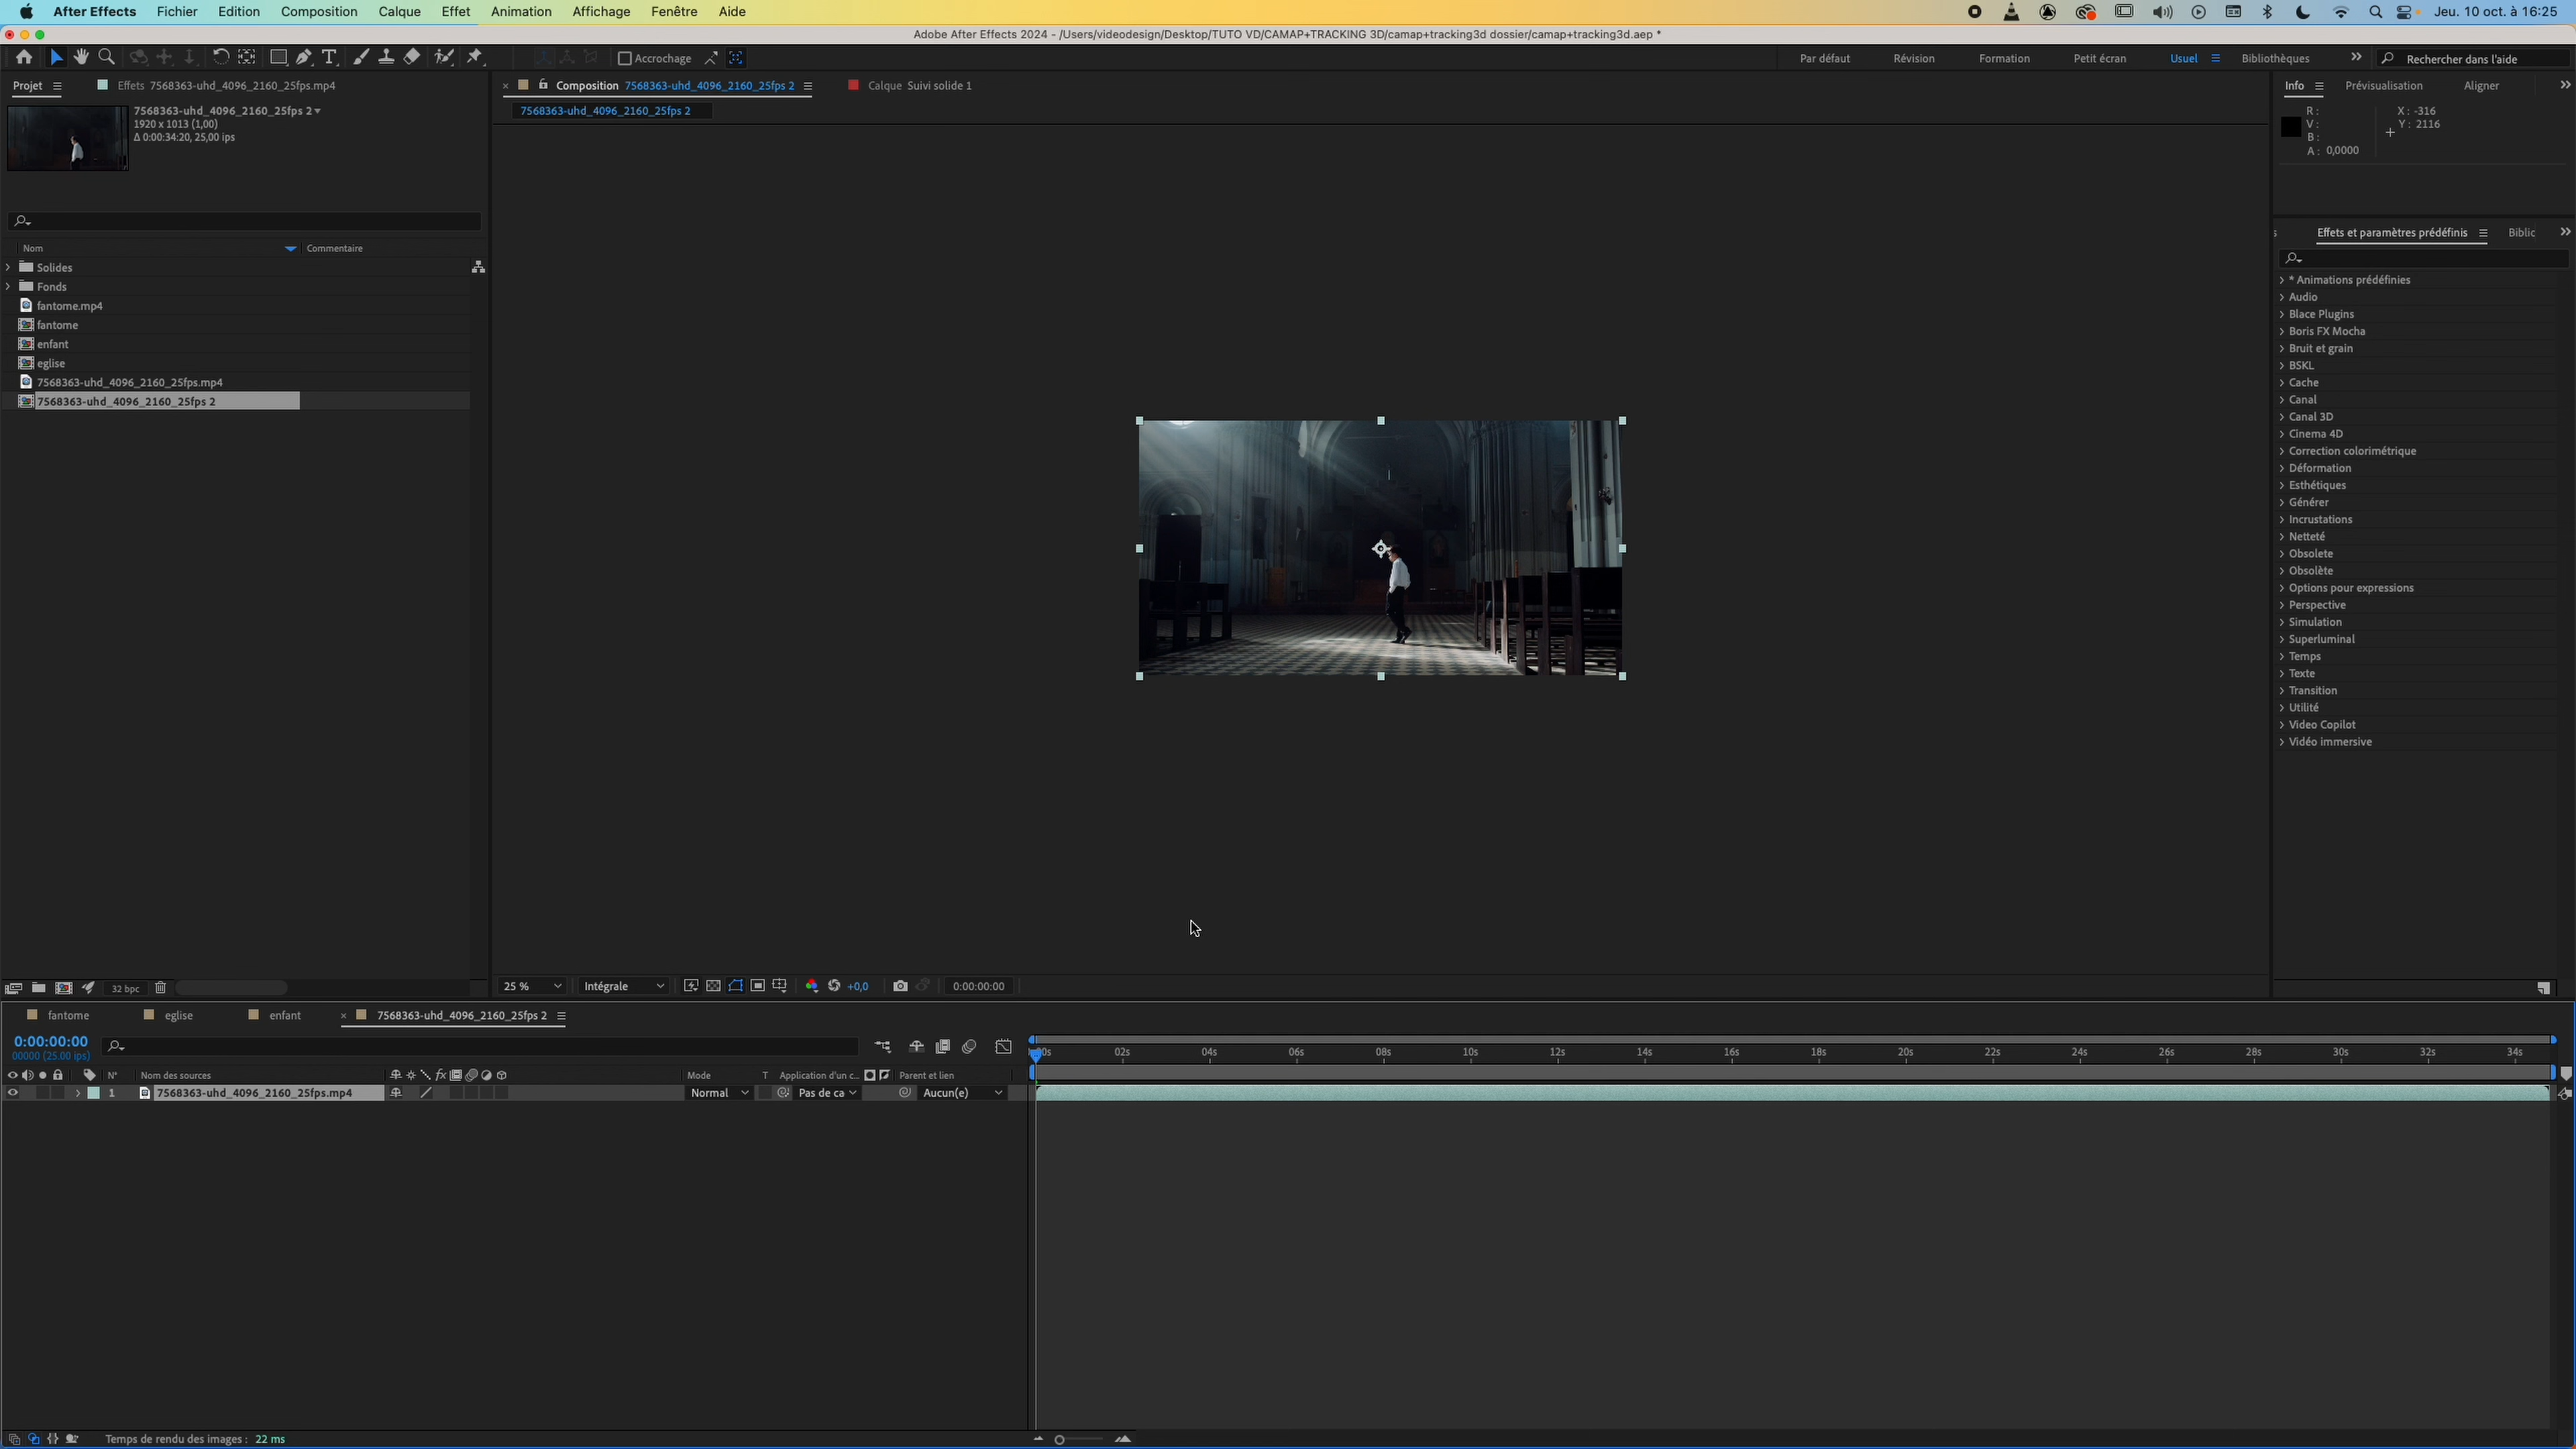 After Effects Fichier Edition Composition Calque Effet Animation Affichage Fenêtre Aide
Jeu. 10 oct. à 16:25
Adobe After Effects 2024 - /Users/videodesign/Desktop/TUTO VD/CAMAP+TRACKING 3D/camap+tracking3d dossier/camap+tracking3d.aep *
Accrochage
Par défaut Révision Formation Petit écran Usuel Bibliothèques
Rechercher dans l'aide
Projet
Effets 7568363-uhd_4096_2160_25fps.mp4
7568363-uhd_4096_2160_25fps 2
1920 x 1013 (1,00)
Δ 0:00:34:20, 25,00 ips
Nom Commentaire
Solides
Fonds
fantome.mp4
fantome
enfant
eglise
7568363-uhd_4096_2160_25fps.mp4
7568363-uhd_4096_2160_25fps 2
32 bpc
Composition 7568363-uhd_4096_2160_25fps 2
Calque Suivi solide 1
7568363-uhd_4096_2160_25fps 2
25 %
Intégrale
+0,0
0:00:00:00
Info Prévisualisation Aligner
R :
V :
B :
A : 0,0000
X : -316
Y : 2116
s Effets et paramètres prédéfinis Biblic
* Animations prédéfinies
Audio
Blace Plugins
Boris FX Mocha
Bruit et grain
BSKL
Cache
Canal
Canal 3D
Cinema 4D
Correction colorimétrique
Déformation
Esthétiques
Générer
Incrustations
Netteté
Obsolete
Obsolète
Options pour expressions
Perspective
Simulation
Superluminal
Temps
Texte
Transition
Utilité
Video Copilot
Vidéo immersive
fantome eglise enfant 7568363-uhd_4096_2160_25fps 2
0:00:00:00
00000 (25.00 ips)
N° Nom des sources Mode T Application d'un c... Parent et lien
1 7568363-uhd_4096_2160_25fps.mp4 Normal Pas de ca Aucun(e)
00s 02s 04s 06s 08s 10s 12s 14s 16s 18s 20s 22s 24s 26s 28s 30s 32s 34s
Temps de rendu des images : 22 ms